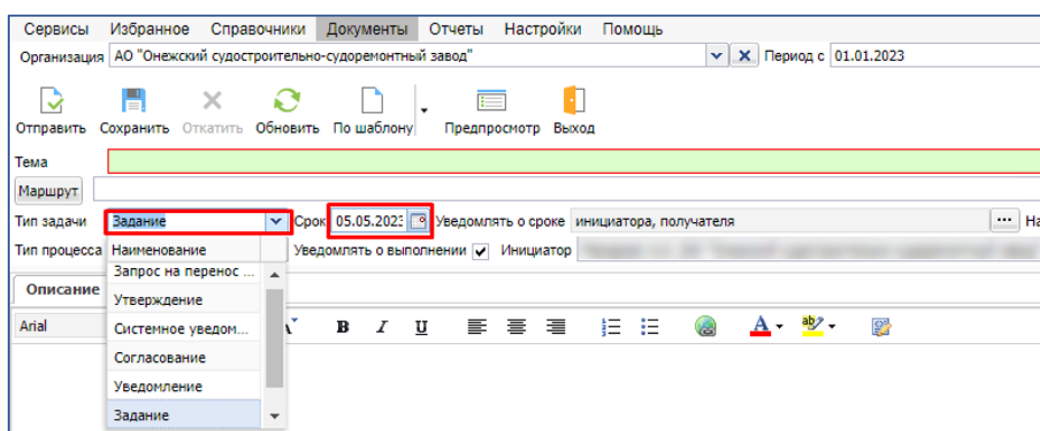 Сервисы Избранное Справочники Документы Отчеты Настройки Помощь
Организация АО "Онежский судостроительно-судоремонтный завод" Период с 01.01.2023
Отправить Сохранить Откатить Обновить По шаблону Предпросмотр Выход
Тема
Маршрут
Тип задачи Задание Срок 05.05.2023 Уведомлять о сроке инициатора, получателя ... На
Тип процесса Наименование Уведомлять о выполнении Инициатор
Запрос на перенос ...
Описание
Утверждение
Arial Системное уведом... B I U A ab
Согласование
Уведомление
Задание